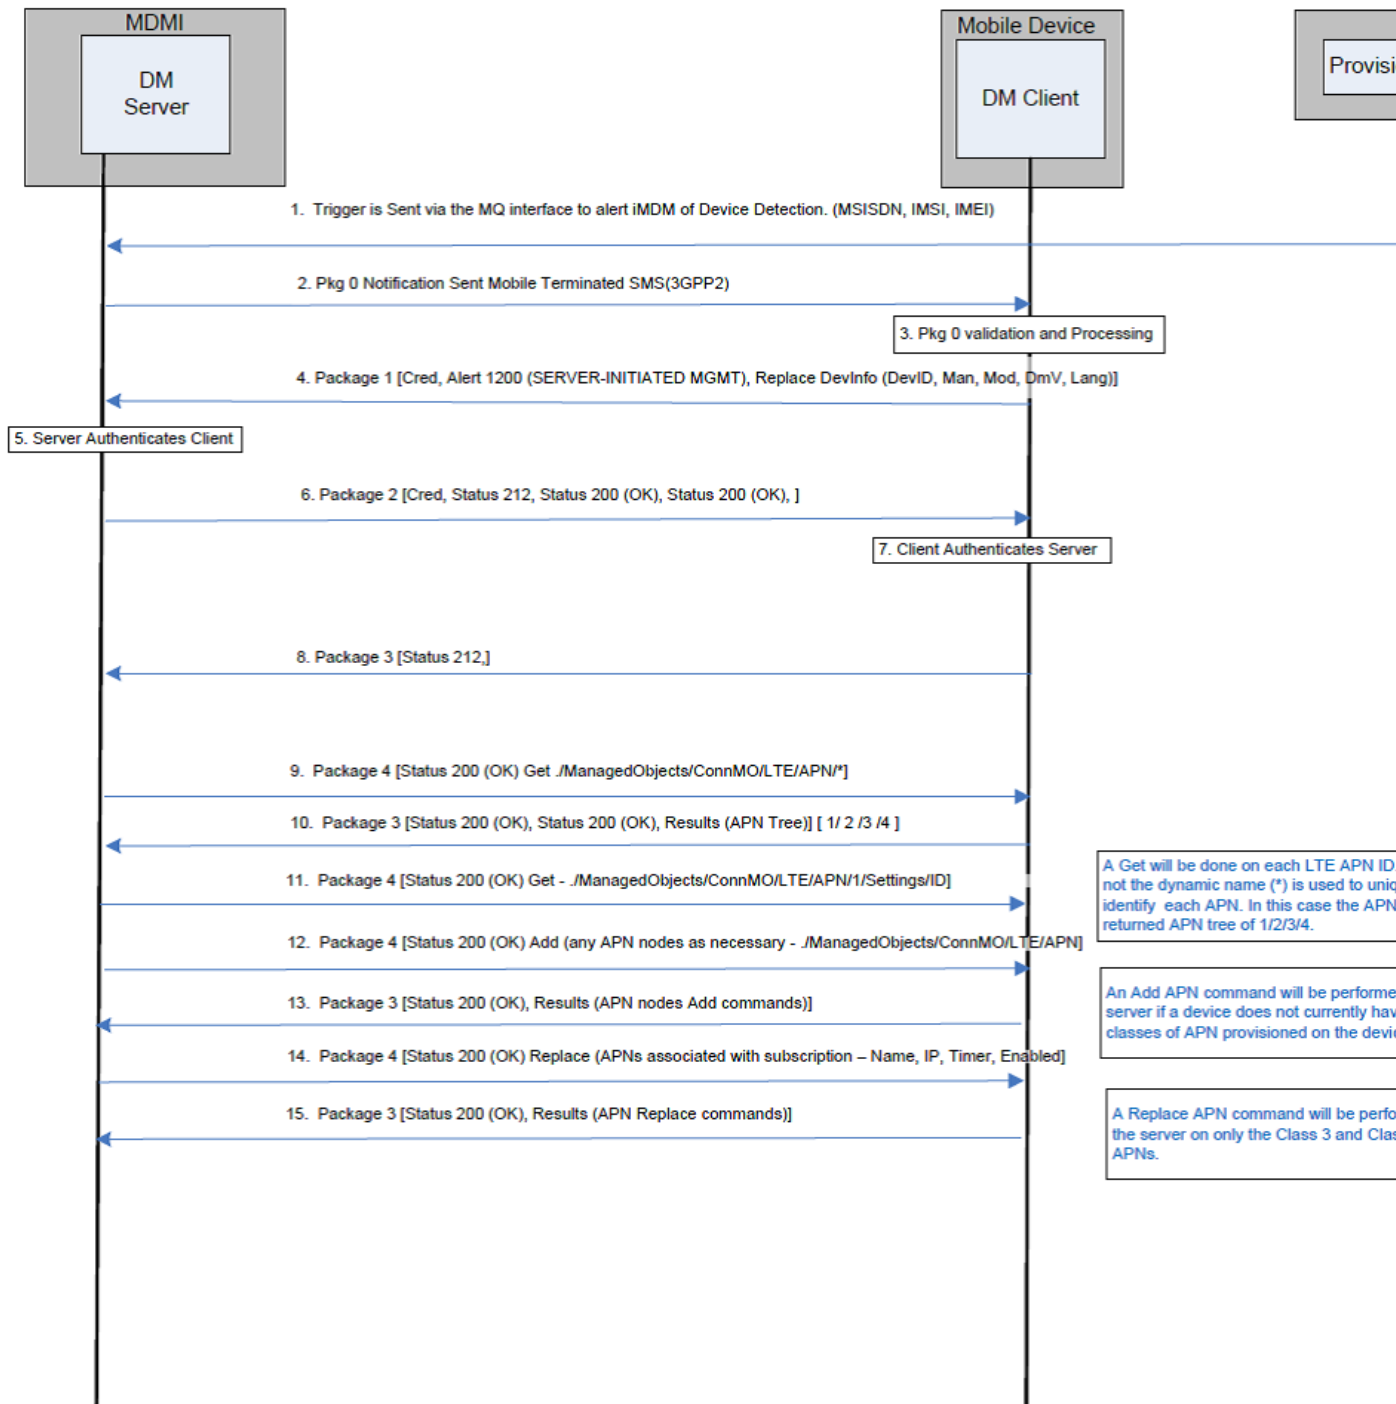 MDMI
DM
Server
Mobile Device
DM Client
1. Trigger is Sent via the MQ interface to alert iMDM of Device Detection. (MSISDN, IMSI, IMEI)
2. Pkg 0 Notification Sent Mobile Terminated SMS(3GPP2)
3. Pkg 0 validation and Processing
4. Package 1 [Cred, Alert 1200 (SERVER-INITIATED MGMT), Replace DevInfo (DevID, Man, Mod, DmV, Lang)]
5. Server Authenticates Client
6. Package 2 [Cred, Status 212, Status 200 (OK), Status 200 (OK), ]
7. Client Authenticates Server
8. Package 3 [Status 212,]
9. Package 4 [Status 200 (OK) Get ./ManagedObjects/ConnMO/LTE/APN/*]
10. Package 3 [Status 200 (OK), Status 200 (OK), Results (APN Tree)] [ 1/ 2 /3 /4 ]
11. Package 4 [Status 200 (OK) Get - ./ManagedObjects/ConnMO/LTE/APN/1/Settings/ID]
A Get will be done on each LTE APN ID
not the dynamic name (*) is used to
identify each APN. In this case the APN
returned APN tree of 1/2/3/4.
12. Package 4 [Status 200 (OK) Add (any APN nodes as necessary - ./ManagedObjects/ConnMO/LTE/APN]
13. Package 3 [Status 200 (OK), Results (APN nodes Add commands)]
An Add APN command will be
server if a device does not currently
classes of APN provisioned on the
14. Package 4 [Status 200 (OK) Replace (APNs associated with subscription – Name, IP, Timer, Enabled]
15. Package 3 [Status 200 (OK), Results (APN Replace commands)]
A Replace APN command will be
the server on only the Class 3 and
APNs.